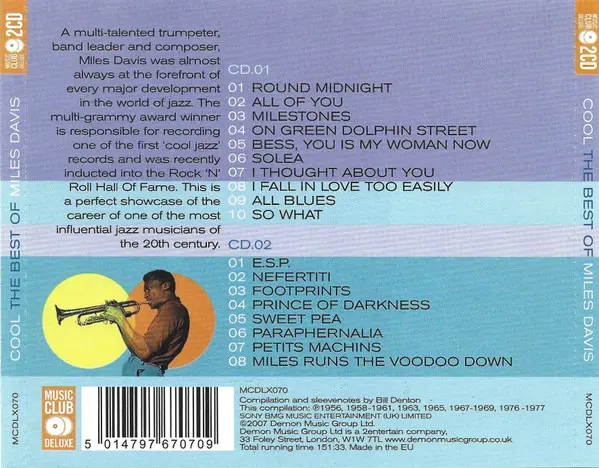 MUSIC
CLUB
DELUXE
2CD
COOL THE BEST OF MILES DAVIS
MCDLX070
A multi-talented trumpeter,
band leader and composer,
Miles Davis was almost
always at the forefront of
every major development
in the world of jazz. The
multi-grammy award winner
is responsible for recording
one of the first 'cool jazz'
records and was recently
inducted into the Rock 'N'
Roll Hall Of Fame. This is
a perfect showcase of the
career of one of the most
influential jazz musicians of
the 20th century.
CD.01
01 ROUND MIDNIGHT
02 ALL OF YOU
03 MILESTONES
04 ON GREEN DOLPHIN STREET
05 BESS, YOU IS MY WOMAN NOW
06 SOLEA
07 I THOUGHT ABOUT YOU
08 I FALL IN LOVE TOO EASILY
09 ALL BLUES
10 SO WHAT
CD.02
01 E.S.P.
02 NEFERTITI
03 FOOTPRINTS
04 PRINCE OF DARKNESS
05 SWEET PEA
06 PARAPHERNALIA
07 PETITS MACHINS
08 MILES RUNS THE VOODOO DOWN
MUSIC
CLUB
DELUXE
5 014797 670709
MCDLX070
Compilation and sleevenotes by Bill Denton
This compilation: ℗1956, 1958-1961, 1963, 1965, 1967-1969, 1976 -1977
SONY BMG MUSIC ENTERTAINMENT (UK) LIMITED
©2007 Demon Music Group Ltd.
Demon Music Group Ltd is a 2entertain company,
33 Foley Street, London, W1W 7TL www.demonmusicgroup.co.uk
Total running time 151:33. Made in the EU
MUSIC
CLUB
DELUXE
2CD
COOL THE BEST OF MILES DAVIS
MCDLX070